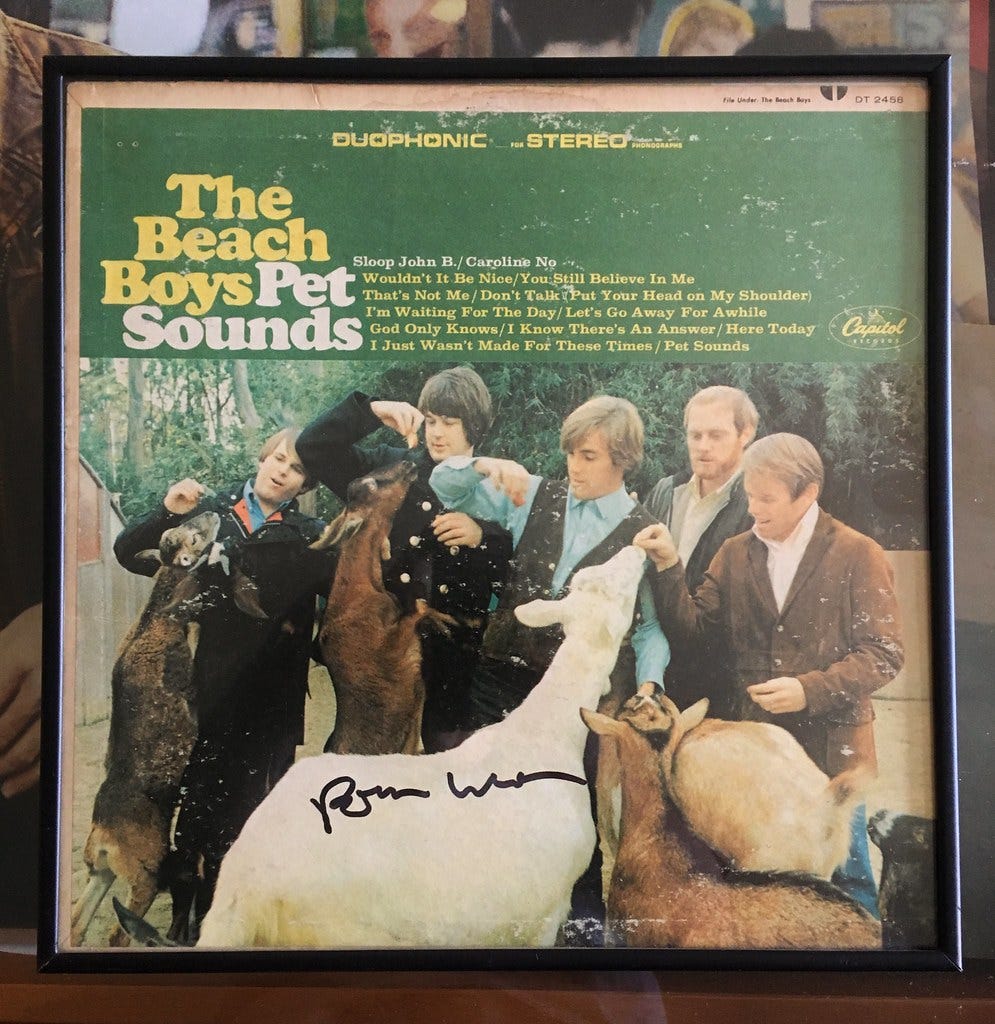 File Under: The Beach Boys DT 2458
DUOPHONIC FOR STEREO PHONOGRAPHS
The
Beach
Boys Pet
Sounds
Sloop John B./Caroline No
Wouldn't It Be Nice/You Still Believe In Me
That's Not Me/Don't Talk (Put Your Head on My Shoulder)
I'm Waiting For The Day/Let's Go Away For Awhile
God Only Knows/I Know There's An Answer/Here Today
I Just Wasn't Made For These Times/Pet Sounds
Capitol
RECORDS